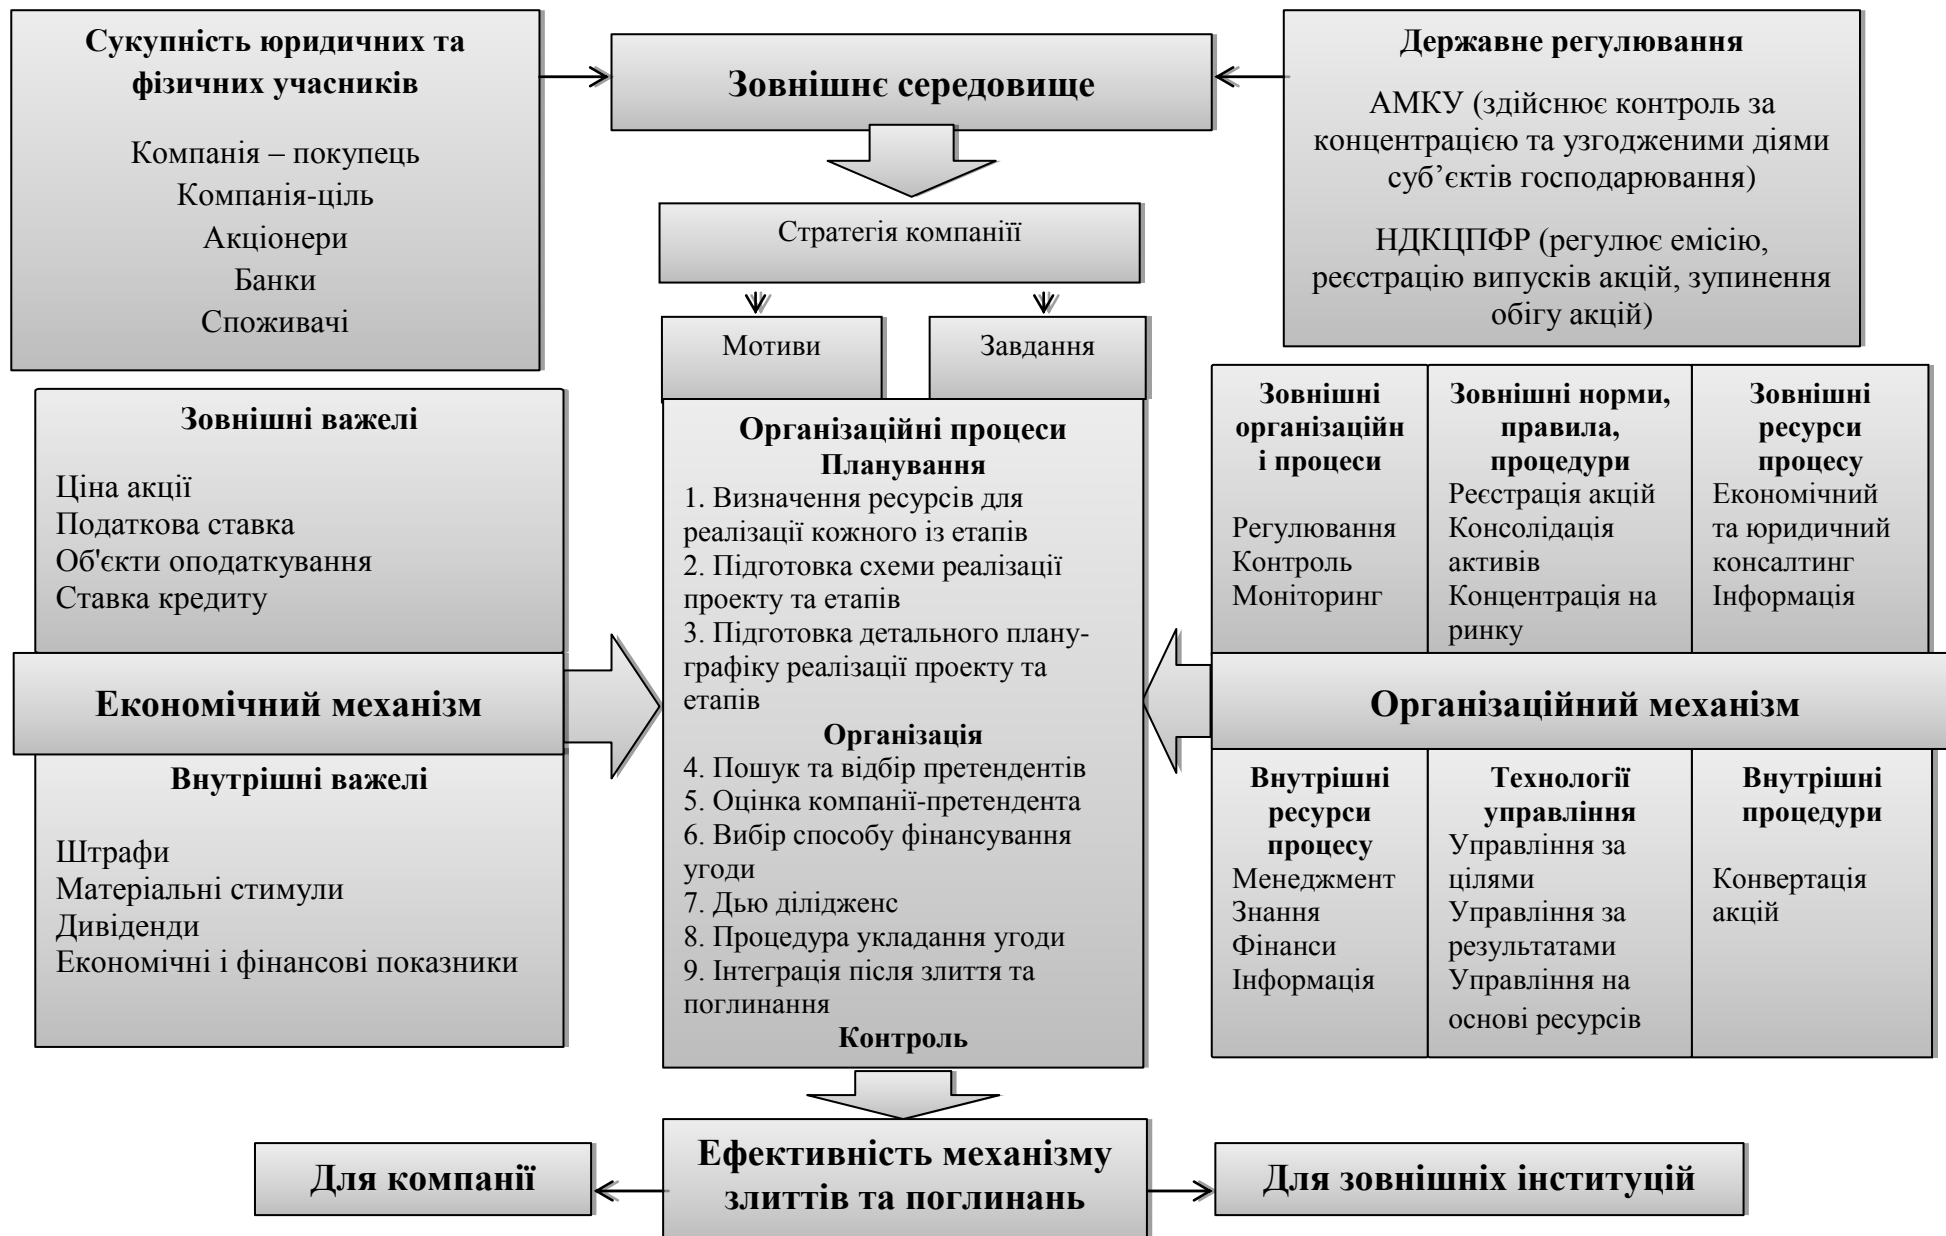 Сукупність юридичних та
фізичних учасників
Компанія – покупець
Компанія-ціль
Акціонери
Банки
Споживачі
Зовнішнє середовище
Державне регулювання
АМКУ (здійснює контроль за
концентрацією та узгодженими діями
суб’єктів господарювання)
НДКЦПФР (регулює емісію,
реєстрацію випусків акцій, зупинення
обігу акцій)
Стратегія компаніїї
Мотиви
Завдання
Зовнішні важелі
Ціна акції
Податкова ставка
Об'єкти оподаткування
Ставка кредиту
Економічний механізм
Внутрішні важелі
Штрафи
Матеріальні стимули
Дивіденди
Економічні і фінансові показники
Організаційні процеси
Планування
1. Визначення ресурсів для
реалізації кожного із етапів
2. Підготовка схеми реалізації
проекту та етапів
3. Підготовка детального плану-
графіку реалізації проекту та
етапів
Організація
4. Пошук та відбір претендентів
5. Оцінка компанії-претендента
6. Вибір способу фінансування
угоди
7. Дью ділідженс
8. Процедура укладання угоди
9. Інтеграція після злиття та
поглинання
Контроль
Зовнішні
організаційн
і процеси
Регулювання
Контроль
Моніторинг
Зовнішні норми,
правила,
процедури
Реєстрація акцій
Консолідація
активів
Концентрація на
ринку
Зовнішні
ресурси
процесу
Економічний
та юридичний
консалтинг
Інформація
Організаційний механізм
Внутрішні
ресурси
процесу
Менеджмент
Знання
Фінанси
Інформація
Технології
управління
Управління за
цілями
Управління за
результатами
Управління на
основі ресурсів
Внутрішні
процедури
Конвертація
акцій
Для компанії
Ефективність механізму
злиттів та поглинань
Для зовнішніх інституцій